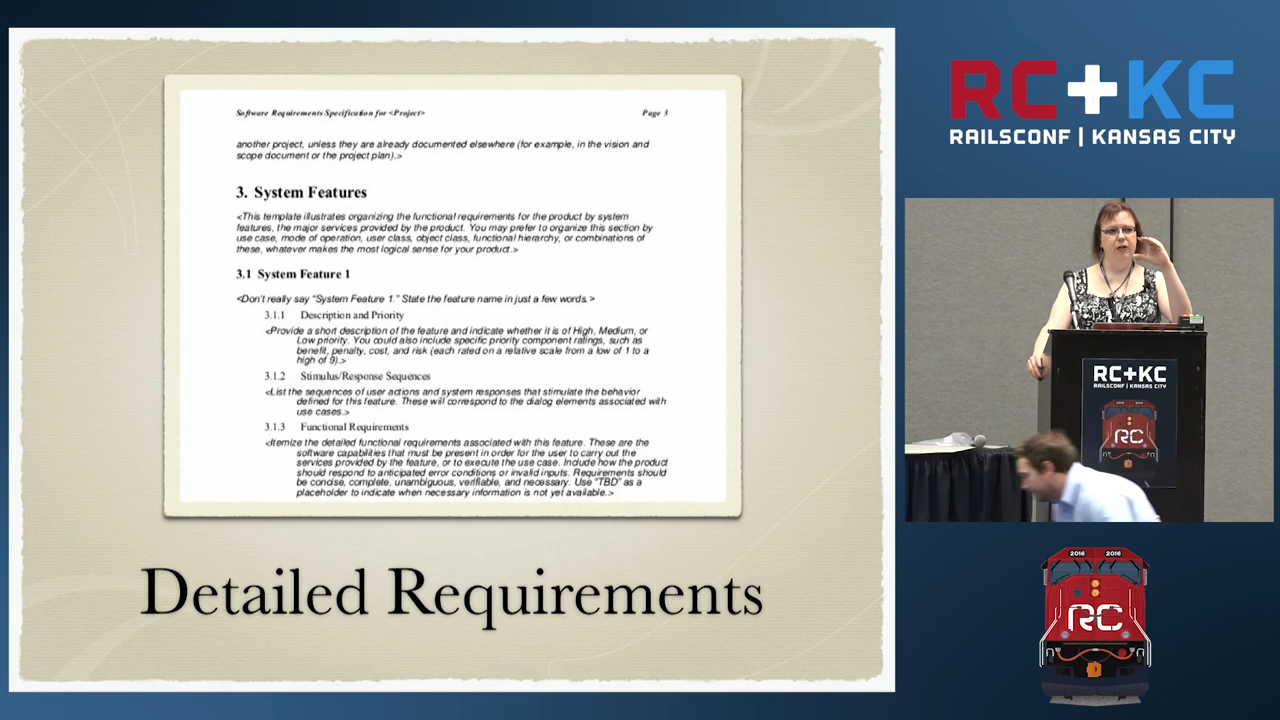 Software Requirements Specification for <Project>
Page 3
another project, unless they are already documented elsewhere (for example, in the vision and
scope document or the project plan).>
3. System Features
<This template illustrates organizing the functional requirements for the product by system
features, the major services provided by the product. You may prefer to organize this section by
use case, mode of operation, user class, object class, functional hierarchy, or combinations of
these, whatever makes the most logical sense for your product.>
3.1 System Feature 1
<Don't really say "System Feature 1." State the feature name in just a few words.>
3.1.1 Description and Priority
<Provide a short description of the feature and indicate whether it is of High, Medium, or
Low priority. You could also include specific priority component ratings, such as
benefit, penalty, cost, and risk (each rated on a relative scale from a low of 1 to a
high of 9).>
3.1.2 Stimulus/Response Sequences
<List the sequences of user actions and system responses that stimulate the behavior
defined for this feature. These will correspond to the dialog elements associated with
use cases.>
3.1.3 Functional Requirements
<Itemize the detailed functional requirements associated with this feature. These are the
software capabilities that must be present in order for the user to carry out the
services provided by the feature, or to execute the use case. Include how the product
should respond to anticipated error conditions or invalid inputs. Requirements should
be concise, complete, unambiguous, verifiable, and necessary. Use "TBD" as a
placeholder to indicate when necessary information is not yet available.>
Detailed Requirements
RC+KC
RAILSCONF | KANSAS CITY
RC+KC
RAILSCONF | KANSAS CITY
RC
2016 2016
RC